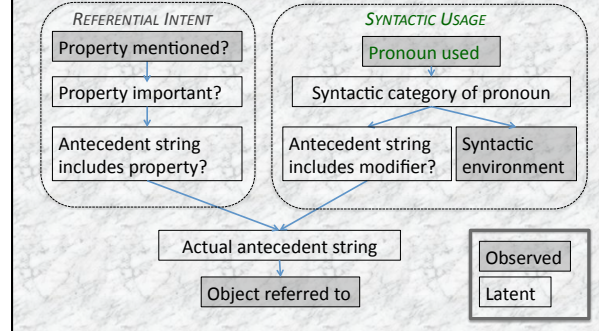 REFERENTIAL INTENT
Property mentioned?
Property important?
Antecedent string
includes property?
SYNTACTIC USAGE
Pronoun used
Syntactic category of pronoun
Antecedent string
includes modifier?
Syntactic
environment
Actual antecedent string
Object referred to
Observed
Latent